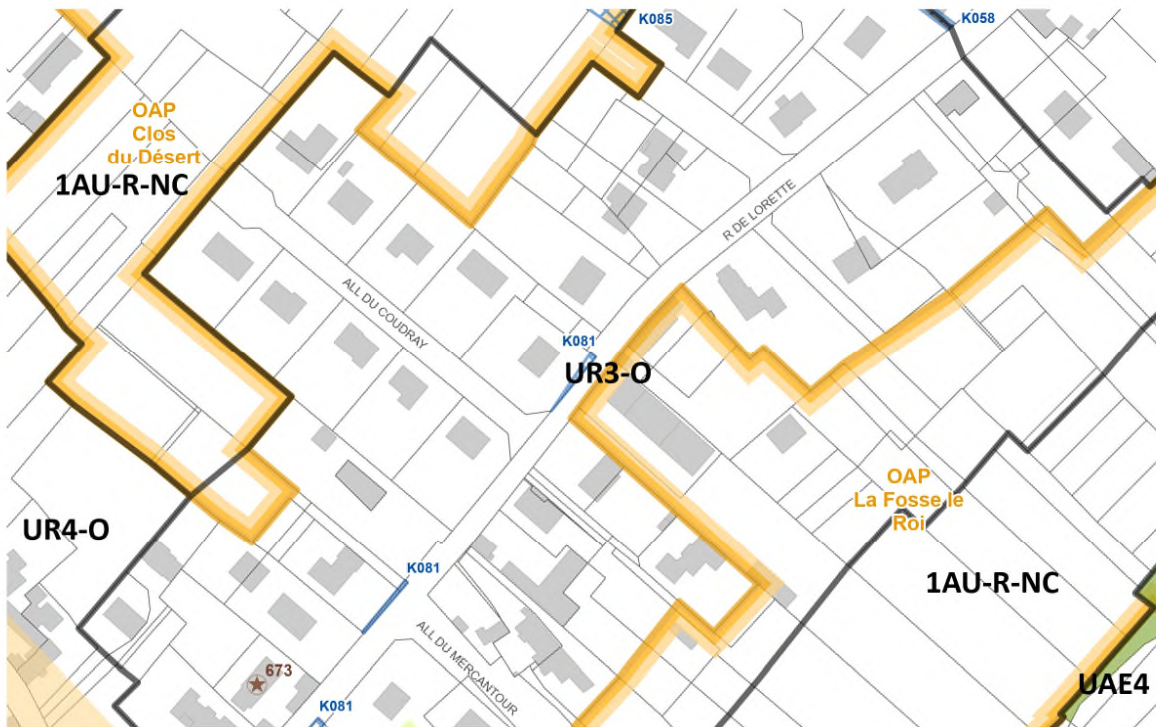 K085
K058
OAP
Clos
du Désert
1AU-R-NC
R DE LORETTE
ALL DU COUDRAY
K081
UR3-O
OAP
La Fosse le
Roi
UR4-O
K081
1AU-R-NC
ALL DU MERCANTOUR
673
UAE4
K081